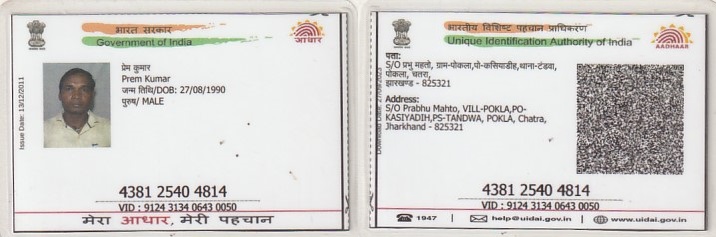 भारत सरकार
Government of India
आधार
Issue Date: 13/12/2011
प्रेम कुमार
Prem Kumar
जन्म तिथि/DOB: 27/08/1990
पुरुष/ MALE
4381 2540 4814
VID : 9124 3134 0643 0050
मेरा आधार, मेरी पहचान
भारतीय विशिष्ट पहचान प्राधिकरण
Unique Identification Authority of India
AADHAAR
पता:
S/O प्रभु महतो, ग्राम-पोकला,पो-कसियाडीह,थाना-टंडवा,
पोकला, चतरा,
झारखण्ड - 825321
Address:
S/O Prabhu Mahto, VILL-POKLA,PO-
KASIYADIH,PS-TANDWA, POKLA, Chatra,
Jharkhand - 825321
4381 2540 4814
VID : 9124 3134 0643 0050
1947 | help@uidai.gov.in | www.uidai.gov.in